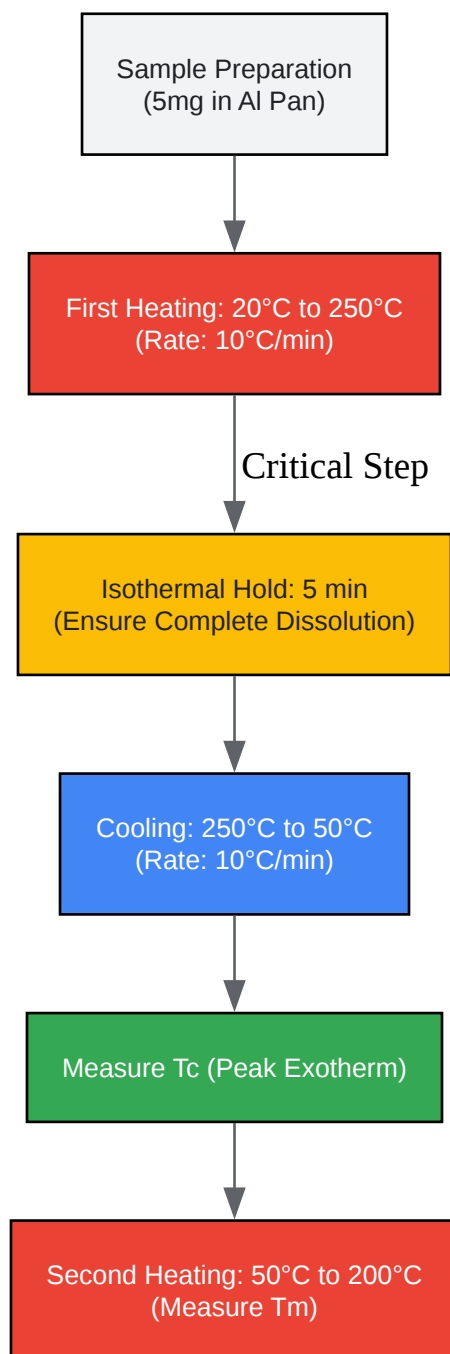 Sample Preparation
(5mg in Al Pan)
First Heating: 20°C to 250°C
(Rate: 10°C/min)
Critical Step
Isothermal Hold: 5 min
(Ensure Complete Dissolution)
Cooling: 250°C to 50°C
(Rate: 10°C/min)
Measure Tc (Peak Exotherm)
Second Heating: 50°C to 200°C
(Measure Tm)